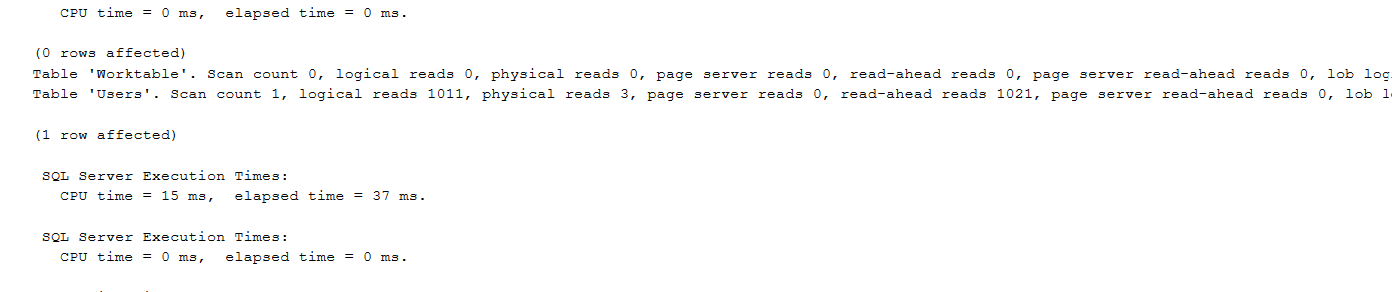 CPU time = 0 ms,  elapsed time = 0 ms.
(0 rows affected)
Table 'Worktable'. Scan count 0, logical reads 0, physical reads 0, page server reads 0, read-ahead reads 0, page server read-ahead reads 0, lob log
Table 'Users'. Scan count 1, logical reads 1011, physical reads 3, page server reads 0, read-ahead reads 1021, page server read-ahead reads 0, lob l
(1 row affected)
SQL Server Execution Times:
CPU time = 15 ms,  elapsed time = 37 ms.
SQL Server Execution Times:
CPU time = 0 ms,  elapsed time = 0 ms.